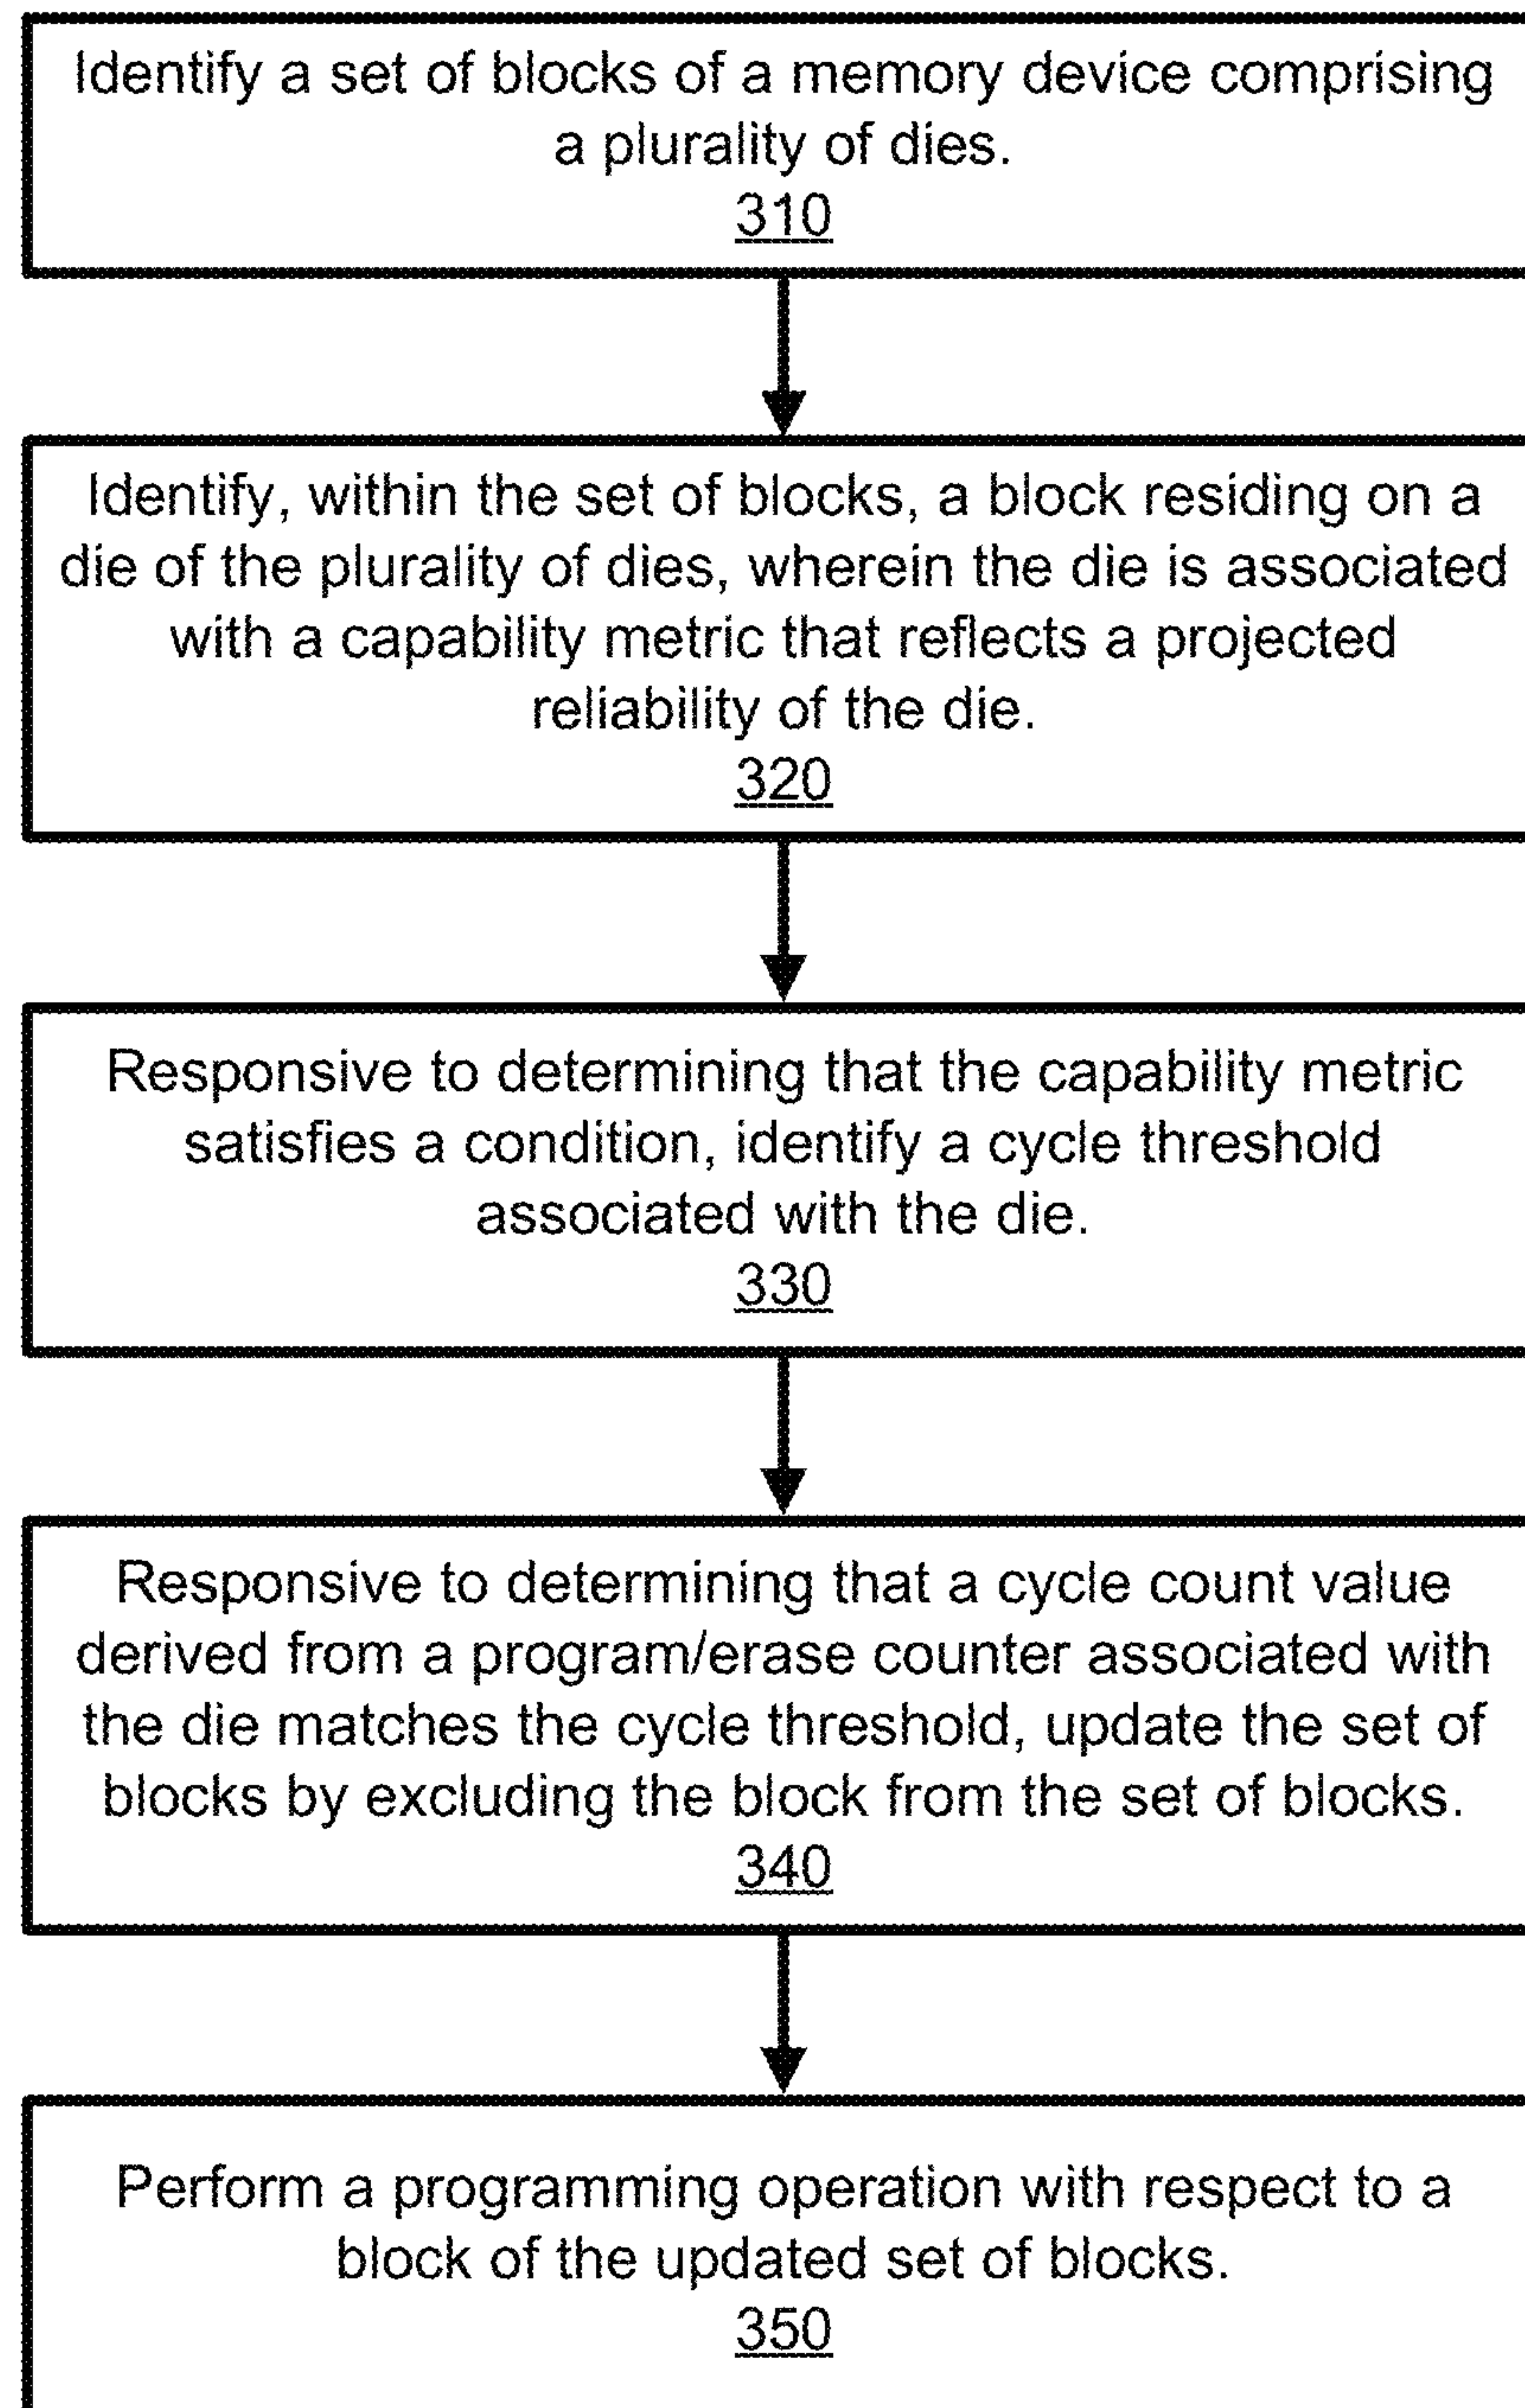 Identify a set of blocks of a memory device comprising
a plurality of dies.
310
Identify, within the set of blocks, a block residing on a
die of the plurality of dies, wherein the die is associated
with a capability metric that reflects a projected
reliability of the die.
320
Responsive to determining that the capability metric
satisfies a condition, identify a cycle threshold
associated with the die.
330
Responsive to determining that a cycle count value
derived from a program/erase counter associated with
the die matches the cycle threshold, update the set of
blocks by excluding the block from the set of blocks.
340
Perform a programming operation with respect to a
block of the updated set of blocks.
350